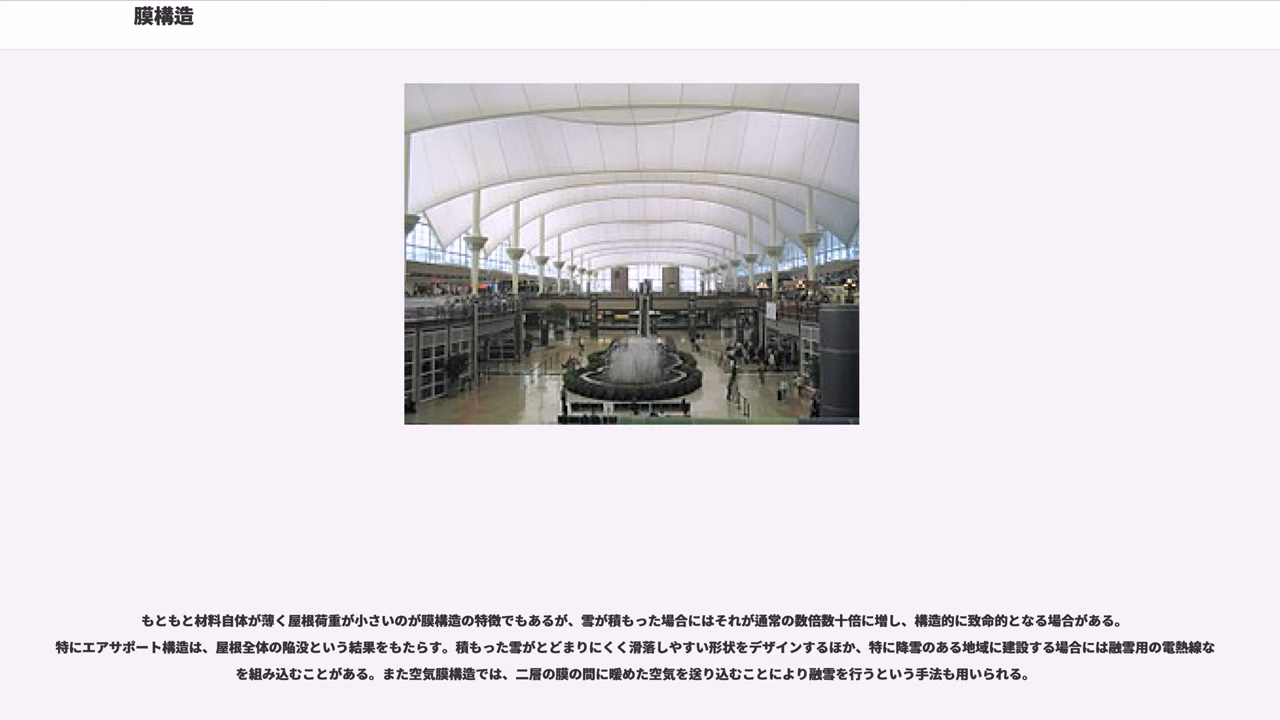 膜構造
もともと材料自体が薄く屋根荷重が小さいのが膜構造の特徴でもあるが、雪が積もった場合にはそれが通常の数倍数十倍に増し、構造的に致命的となる場合がある。
特にエアサポート構造は、屋根全体の陥没という結果をもたらす。積もった雪がとどまりにくく滑落しやすい形状をデザインするほか、特に降雪のある地域に建設する場合には融雪用の電熱線な
を組み込むことがある。また空気膜構造では、二層の膜の間に暖めた空気を送り込むことにより融雪を行うという手法も用いられる。